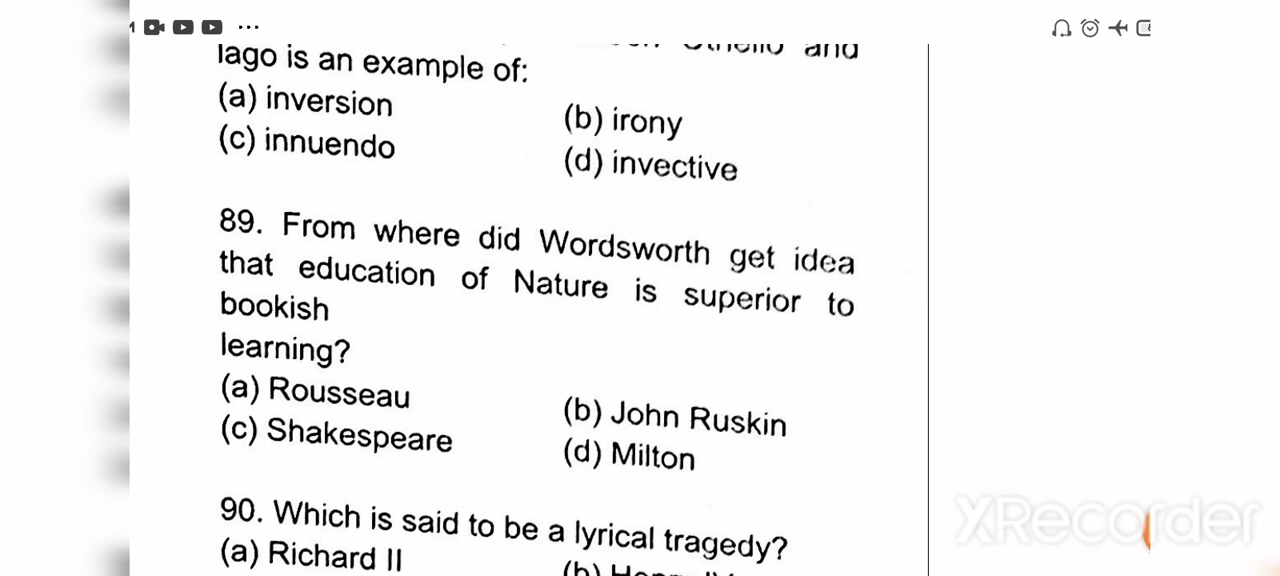 Othello and
Iago is an example of:
(a) inversion
(b) irony
(c) innuendo
(d) invective
89. From where did Wordsworth get idea
that education of Nature is superior to
bookish
learning?
(a) Rousseau
(b) John Ruskin
(c) Shakespeare
(d) Milton
90. Which is said to be a lyrical tragedy?
(a) Richard II
(b)
XRecorder